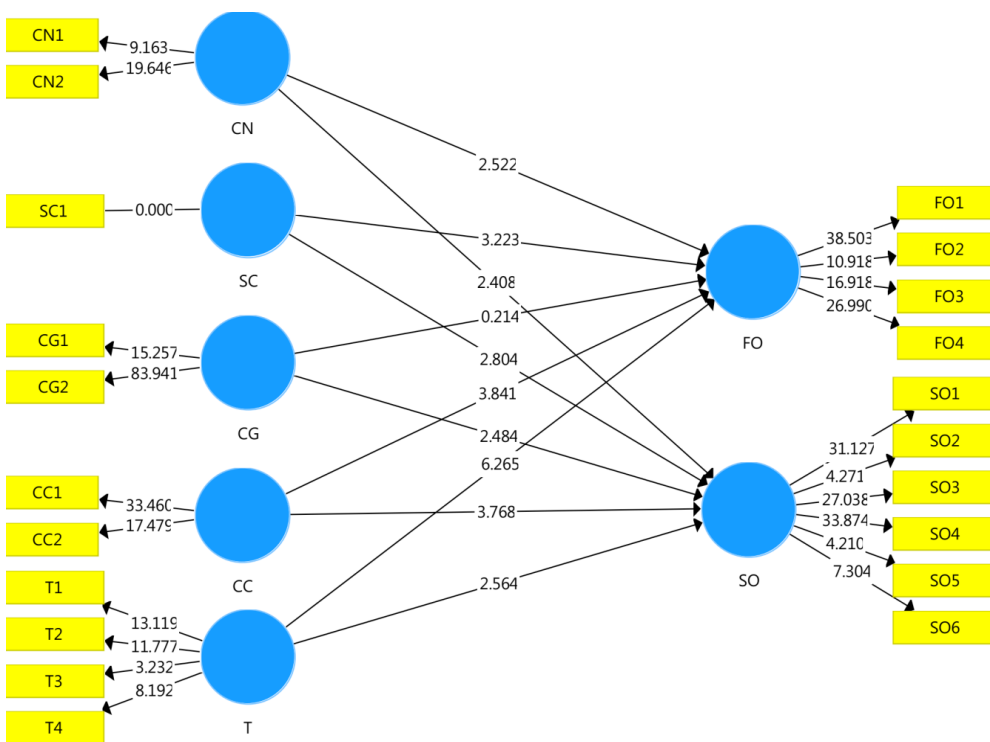 CN1
CN2
9.163
19.646
CN
SC1
0.000
SC
CG1
CG2
15.257
83.941
CG
CC1
CC2
33.460
17.479
CC
T1
T2
T3
T4
13.119
11.777
3.232
8.192
T
2.522
3.223
2.408
0.214
2.804
3.841
2.484
6.265
3.768
2.564
FO
38.503
10.918
16.918
26.990
FO1
FO2
FO3
FO4
SO
31.127
4.271
27.038
33.874
4.210
7.304
SO1
SO2
SO3
SO4
SO5
SO6